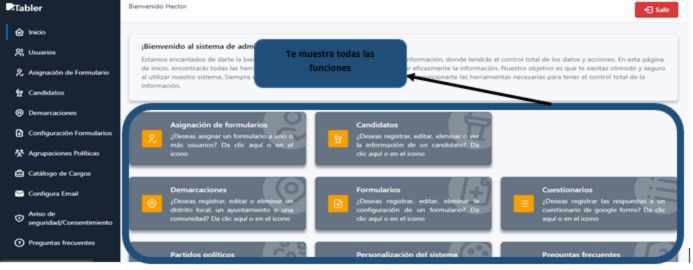 Tabler
Bienvenido Hector
Salir
Inicio
Usuarios
Asignación de Formulario
Candidatos
Demarcaciones
Configuración Formularios
Agrupaciones Políticas
Catálogo de Cargos
Configura Email
Aviso de
seguridad/Consentimiento
Preguntas frecuentes
¡Bienvenido al sistema de adm
Estamos encantados de darte la bie
nformación, donde tendrás el control total de los datos y acciones. En esta página
de inicio, encontrarás todas las herr
r eficazmente la información. Nuestro objetivo es que te sientas cómodo y seguro
al utilizar nuestro sistema. Siempre
oporcionarte las herramientas necesarias para tener el control total de la
información.
Te muestra todas las
funciones
Asignación de formularios
¿Deseas asignar un formulario a uno o
más usuarios? Da clic aquí o en el
icono
Candidatos
¿Deseas registrar, editar, eliminar o ver
la información de un candidato? Da
clic aquí o en el icono
Demarcaciones
¿Deseas registrar, editar o eliminar un
distrito local, un ayuntamiento o una
comunidad? Da clic aquí o en el icono
Formularios
¿Deseas registrar, editar, eliminar la
configuración de un formulario? Da
clic aquí o en el icono
Cuestionarios
¿Deseas registrar las respuestas a un
cuestionario de google forms? Da clic
aquí o en el icono
Partidos políticos
Personalización del sistema
Preguntas frecuentes